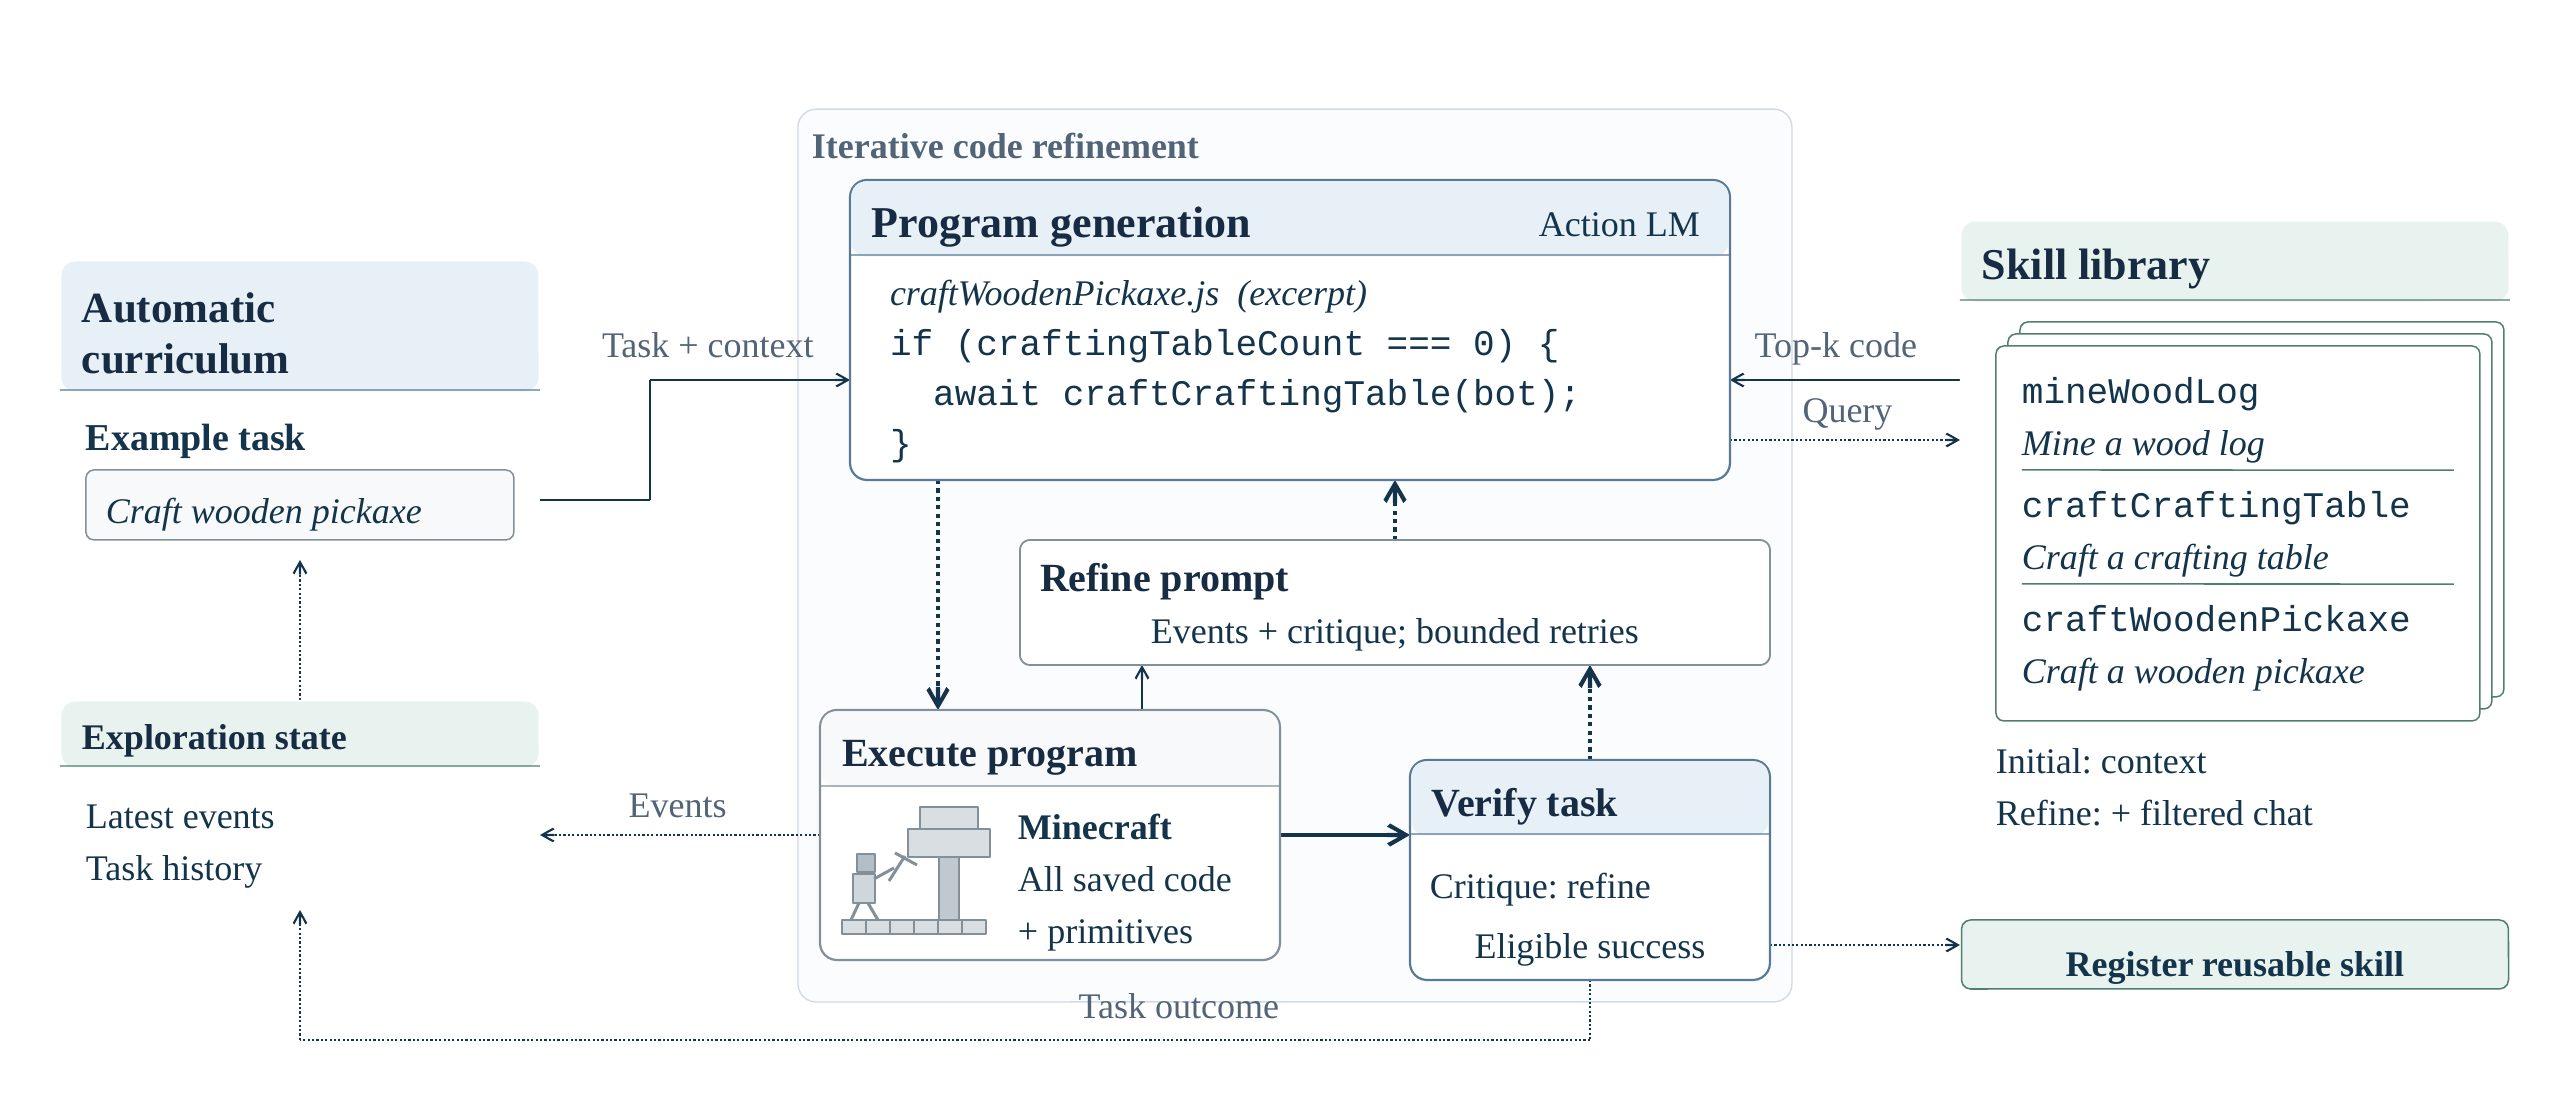 Iterative code refinement
Program generation
Action LM
craftWoodenPickaxe.js (excerpt)
if (craftingTableCount === 0) {
  await craftCraftingTable(bot);
}
Automatic
curriculum
Example task
Craft wooden pickaxe
Task + context
Top-k code
Query
Skill library
mineWoodLog
Mine a wood log
craftCraftingTable
Craft a crafting table
craftWoodenPickaxe
Craft a wooden pickaxe
Initial: context
Refine: + filtered chat
Refine prompt
Events + critique; bounded retries
Exploration state
Latest events
Task history
Events
Execute program
Minecraft
All saved code
+ primitives
Verify task
Critique: refine
Eligible success
Register reusable skill
Task outcome